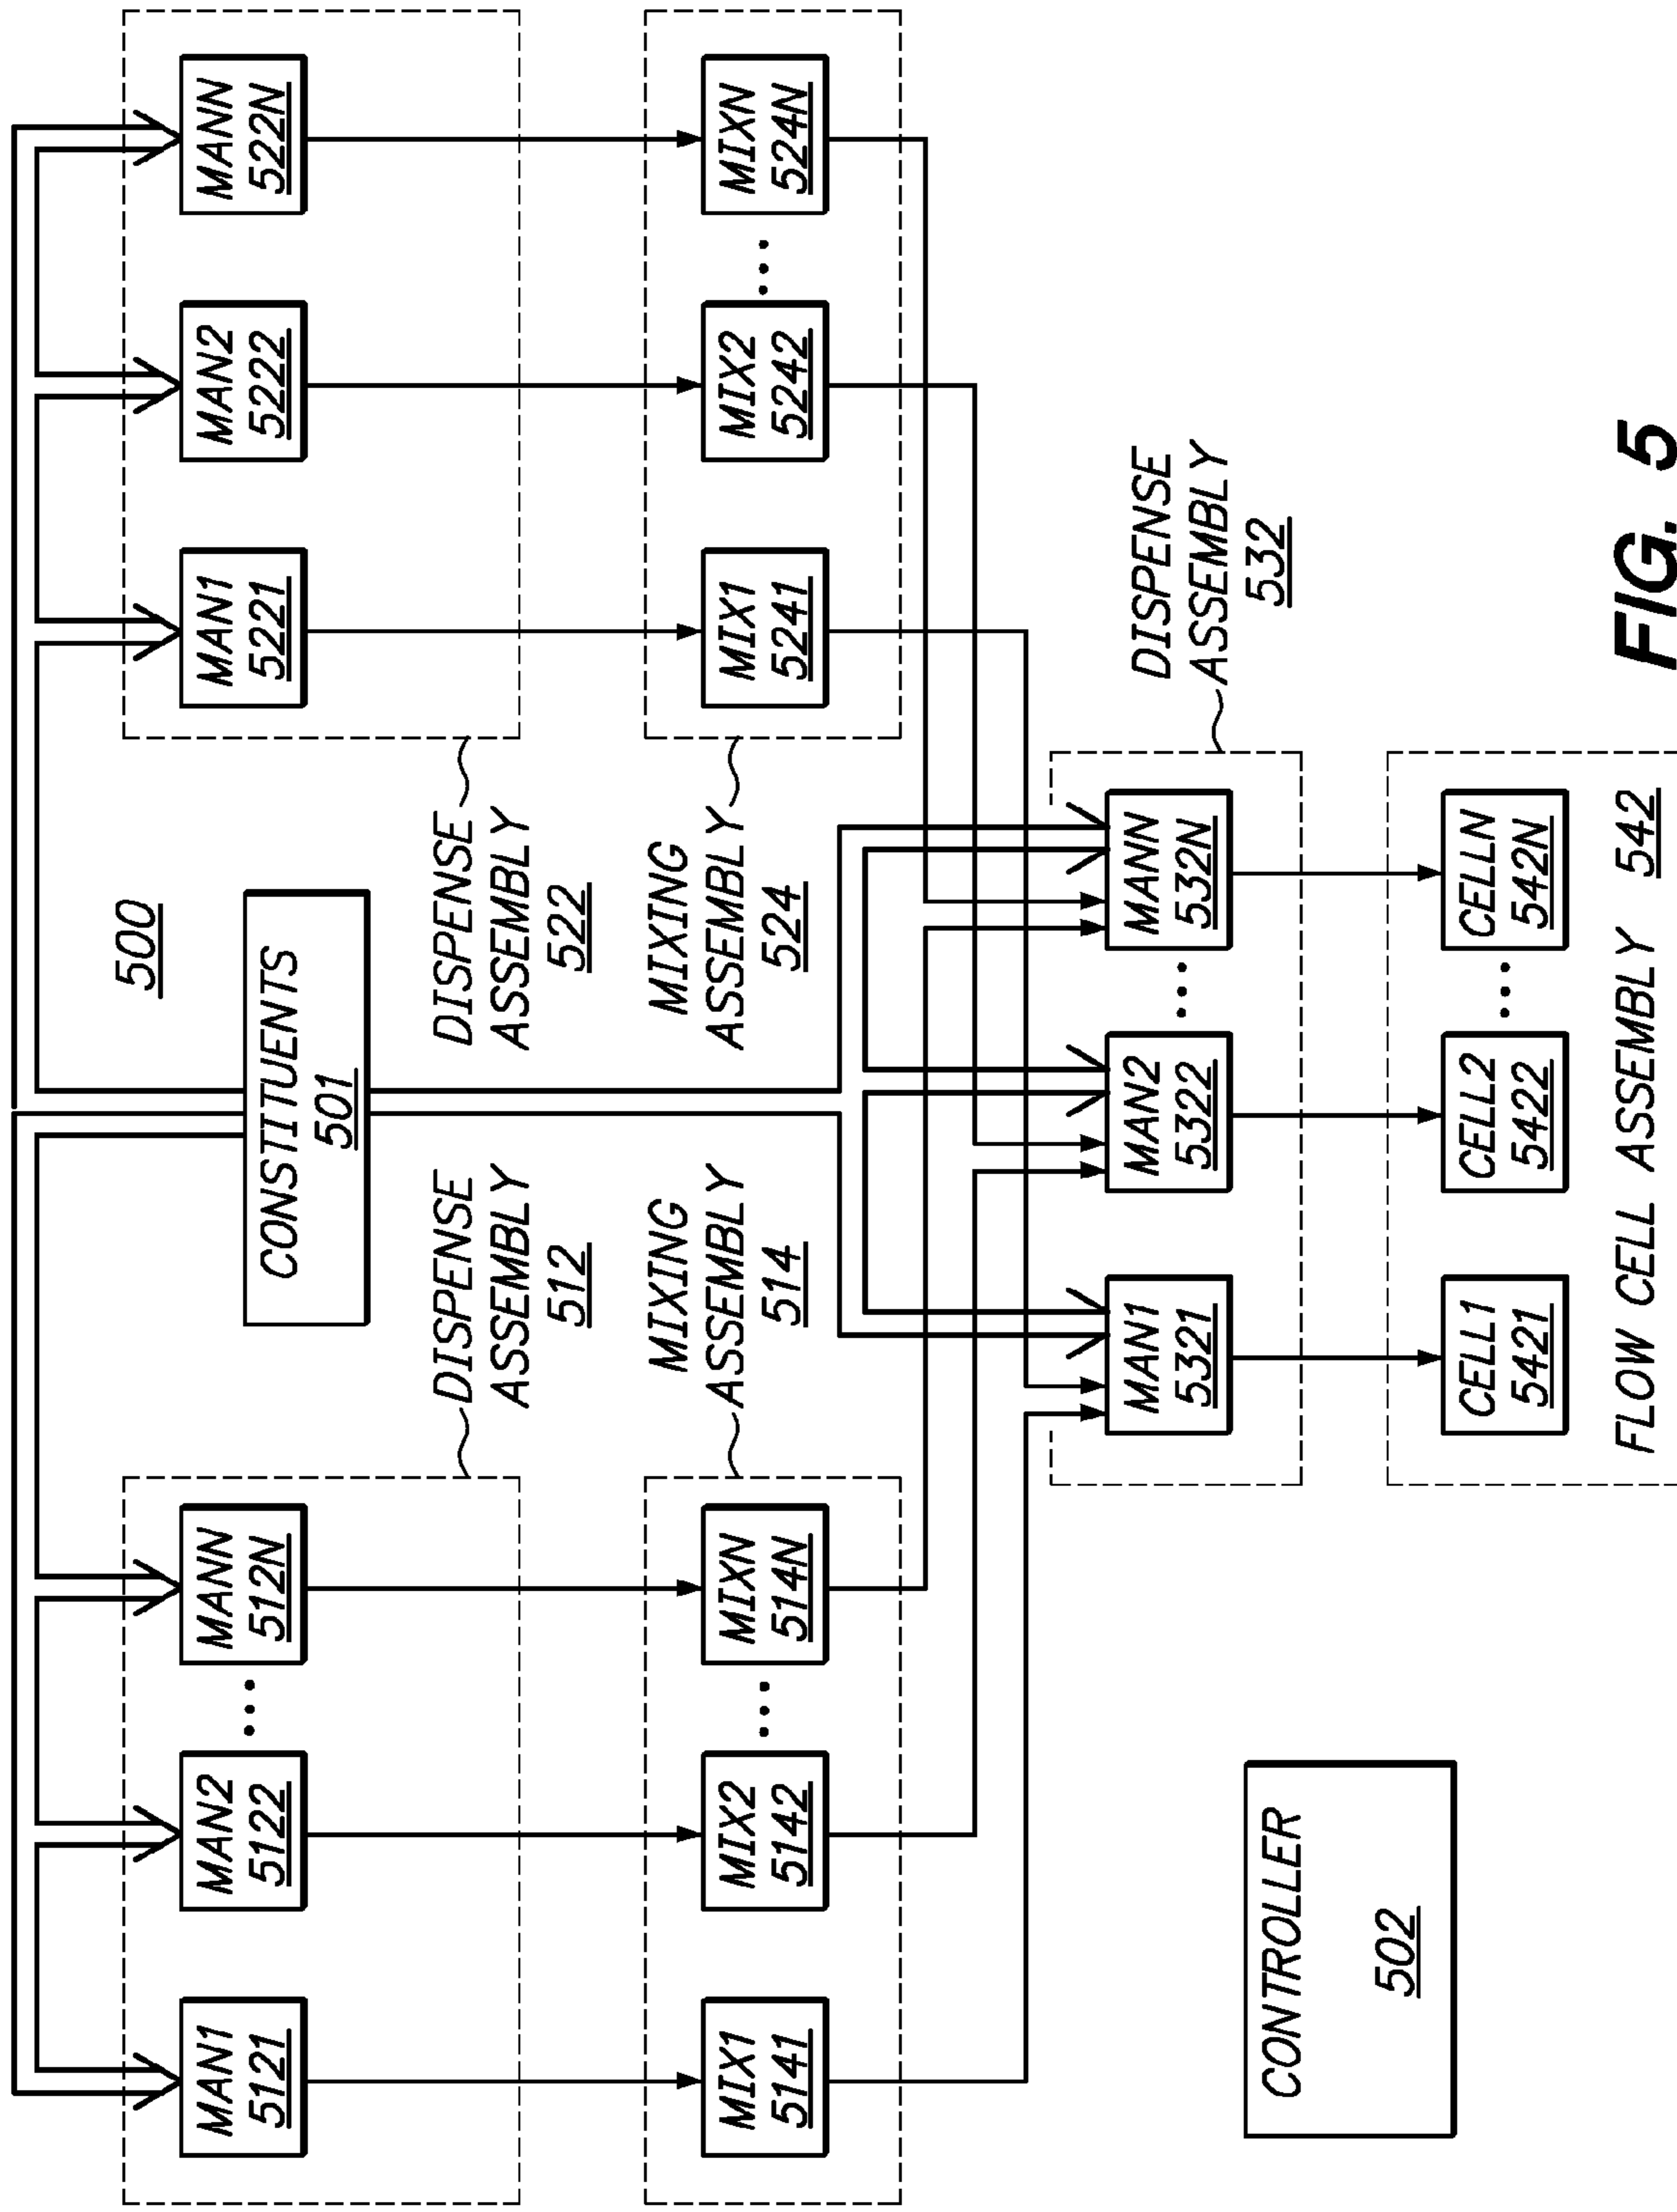 500
CONSTITUENTS
501
MAN1
5121
MAN2
5122
...
MANN
512N
MAN1
5221
MAN2
5222
MANN
522N
DISPENSE
ASSEMBLY
512
DISPENSE
ASSEMBLY
522
MIX1
5141
MIX2
5142
...
MIXN
514N
MIXING
ASSEMBLY
514
MIXING
ASSEMBLY
524
MIX1
5241
MIX2
5242
...
MIXN
524N
CONTROLLER
502
MAN1
5321
MAN2
5322
...
MANN
532N
DISPENSE
ASSEMBLY
532
CELL1
5421
CELL2
5422
...
CELLN
542N
FLOW CELL ASSEMBLY 542
FIG. 5